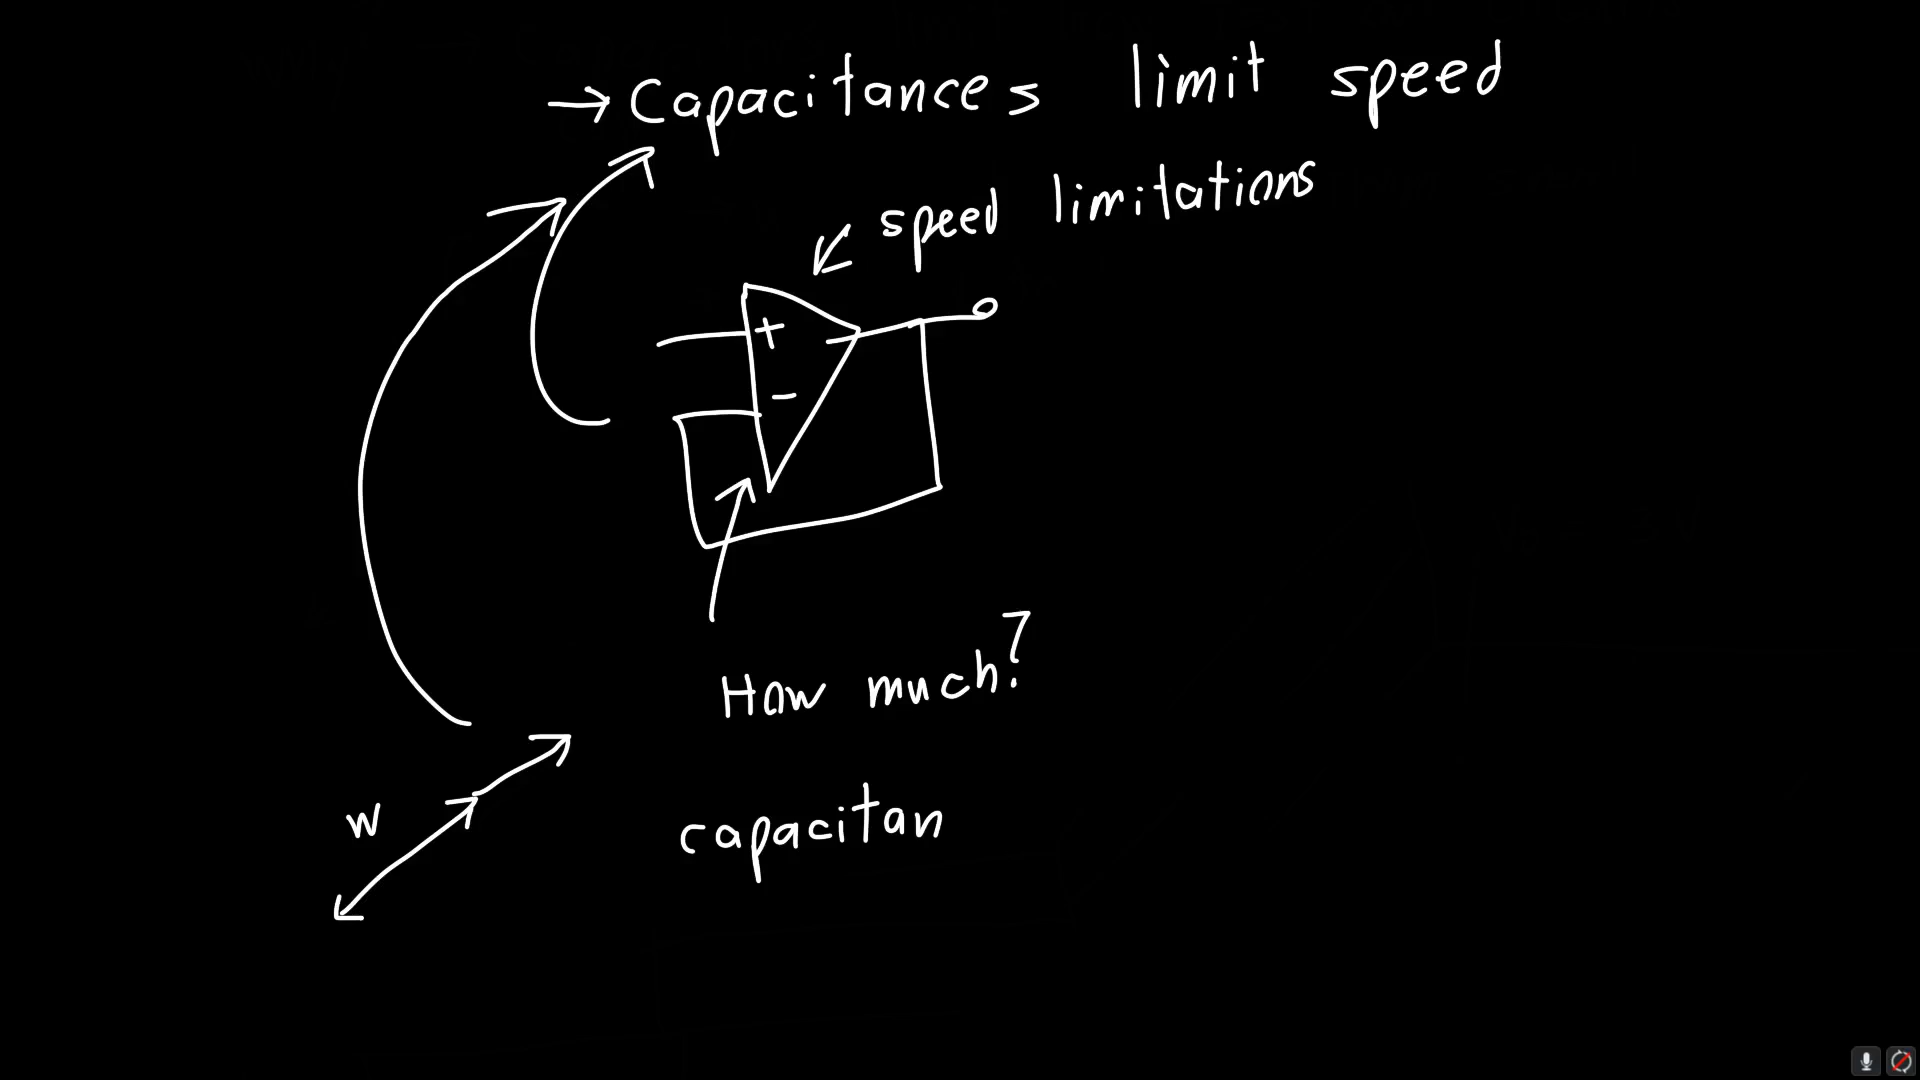 → Capacitances limit speed
speed limitations
+
-
How much?
w
capacitan